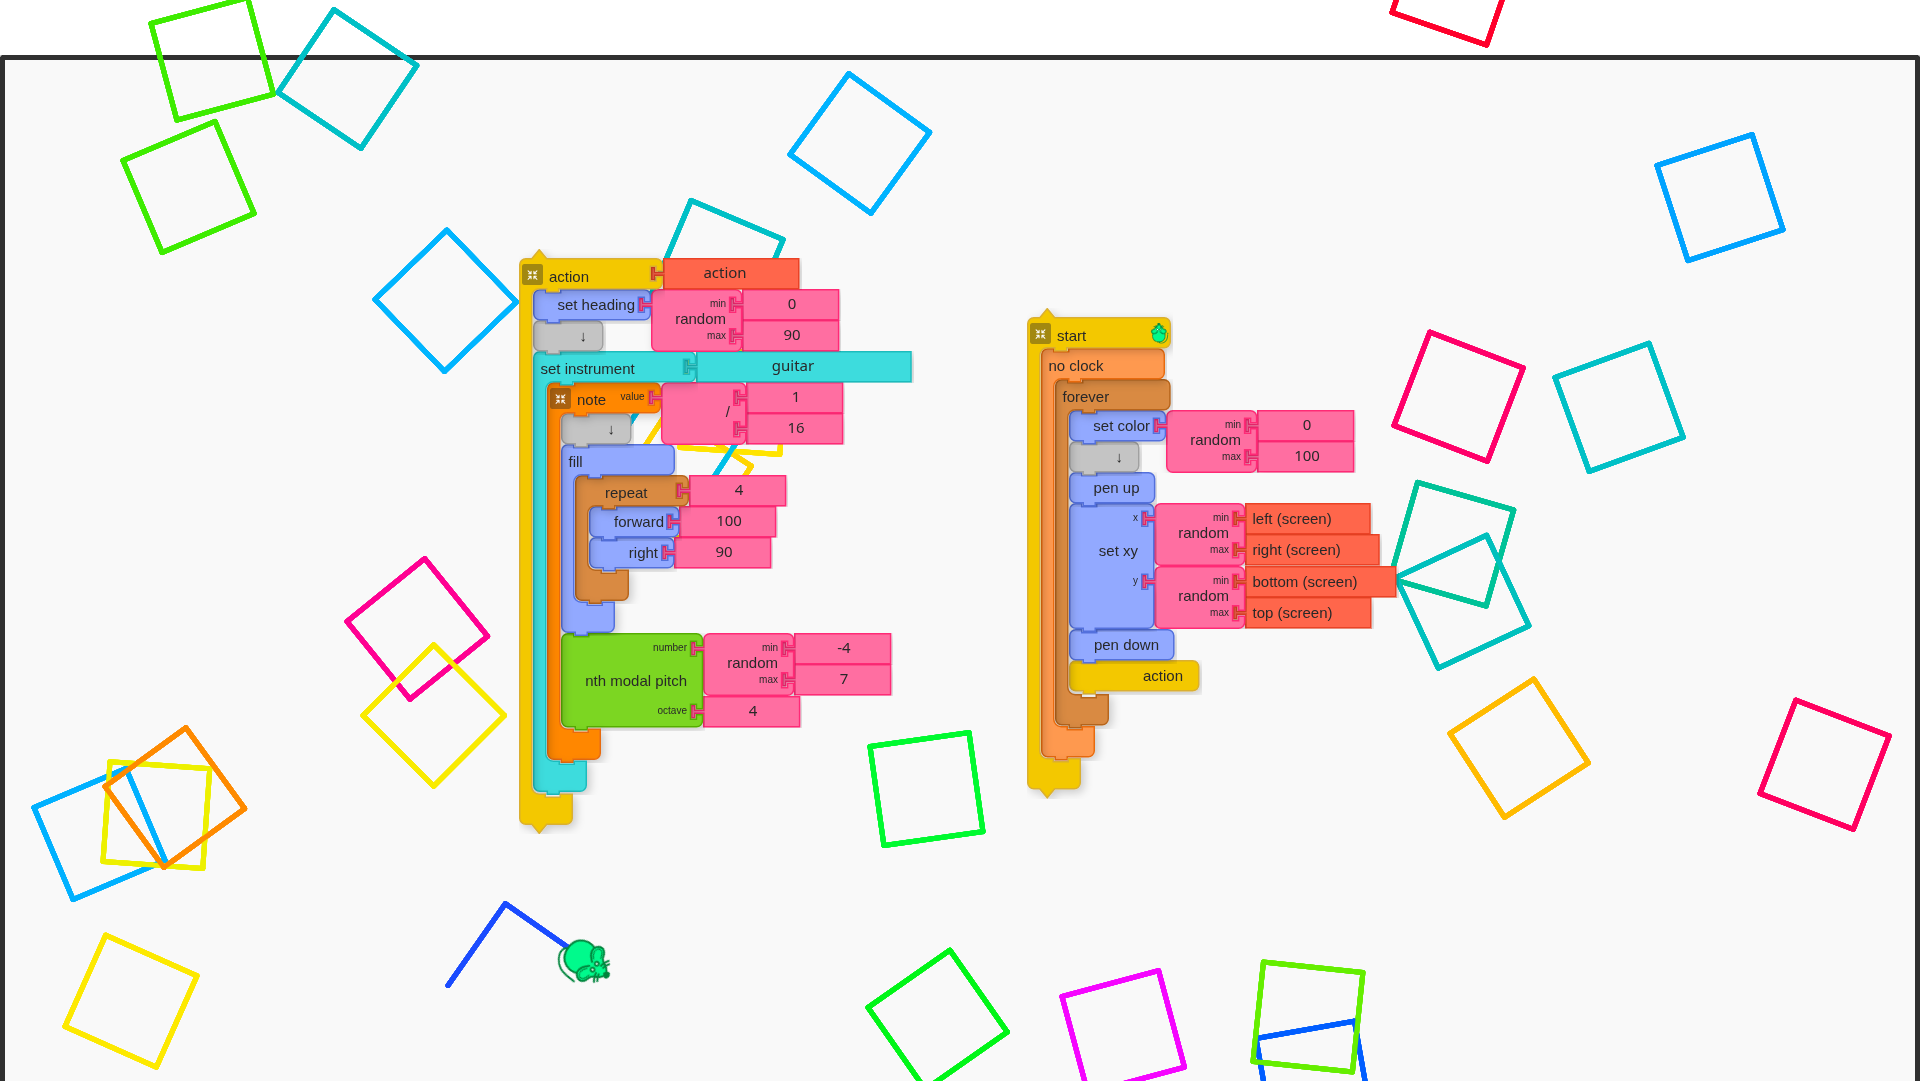 action action
set heading random min 0
max 90
↓
set instrument guitar
note value / 1
16
↓
fill
repeat 4
forward 100
right 90
nth modal pitch number random min -4
max 7
octave 4
start
no clock
forever
set color random min 0
max 100
↓
pen up
set xy x random min left (screen)
max right (screen)
y random min bottom (screen)
max top (screen)
pen down
action